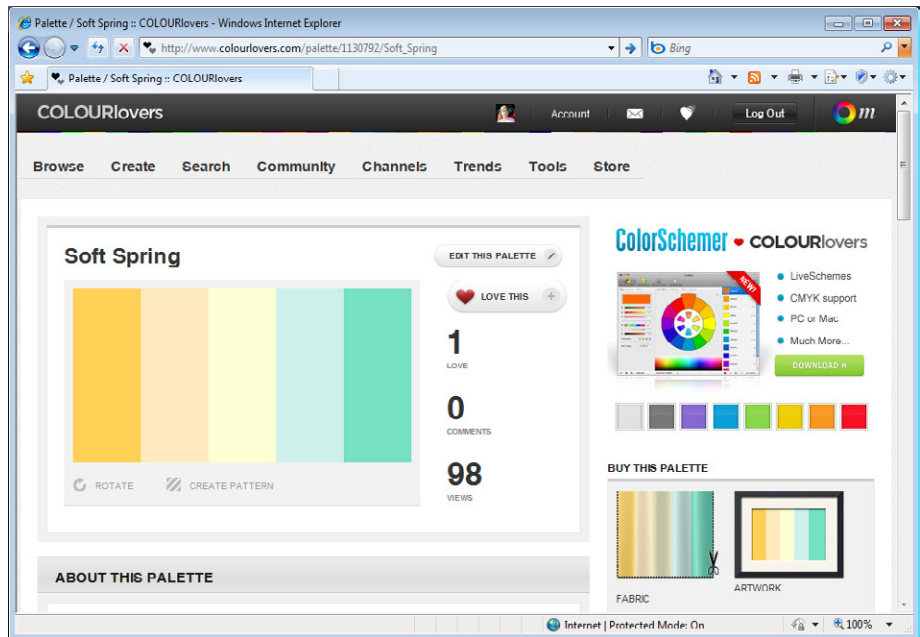 Palette / Soft Spring :: COLOURlovers - Windows Internet Explorer
http://www.colourlovers.com/palette/1130792/Soft_Spring
Bing
Palette / Soft Spring :: COLOURlovers
COLOURlovers
Account
Log Out
m
Browse Create Search Community Channels Trends Tools Store
Soft Spring
EDIT THIS PALETTE
LOVE THIS
1
LOVE
0
COMMENTS
98
VIEWS
ROTATE
CREATE PATTERN
ABOUT THIS PALETTE
ColorSchemer COLOURlovers
NEW!
LiveSchemes
CMYK support
PC or Mac
Much More...
DOWNLOAD »
BUY THIS PALETTE
FABRIC
ARTWORK
Internet | Protected Mode: On
100%